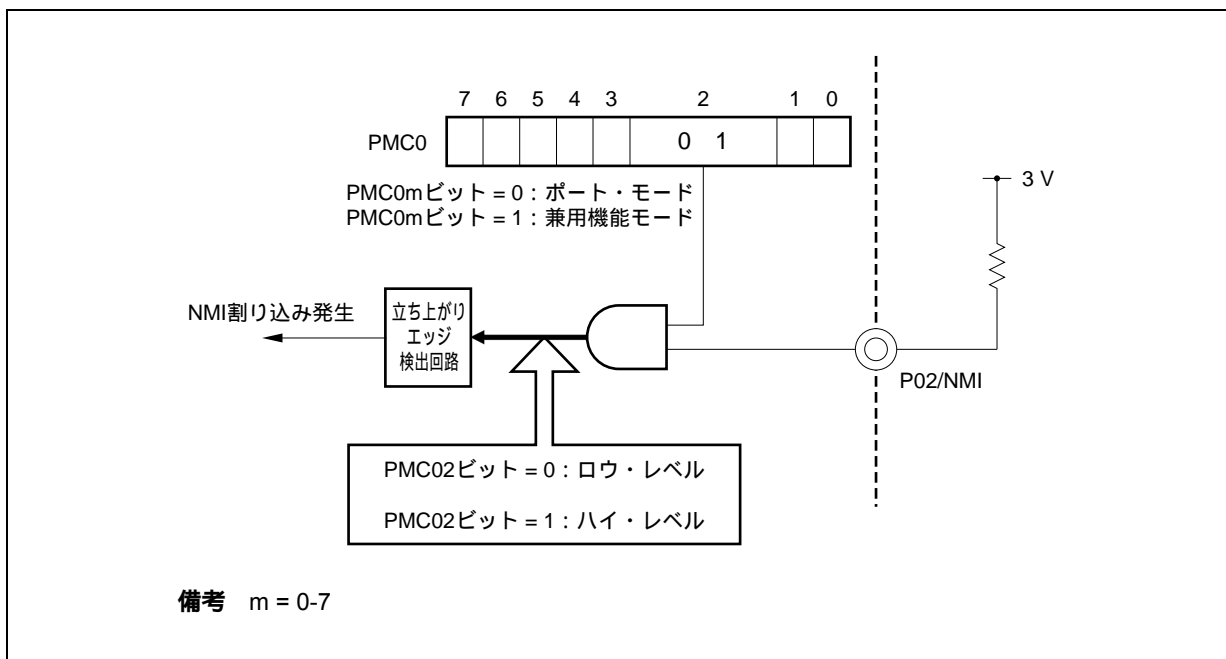 7 6 5 4 3 2 1 0
PMC0
0 1
PMC0mビット = 0 : ポート・モード
PMC0mビット = 1 : 兼用機能モード
3 V
NMI割り込み発生
立ち上がり
エッジ
検出回路
P02/NMI
PMC02ビット = 0 : ロウ・レベル
PMC02ビット = 1 : ハイ・レベル
備考 m = 0-7